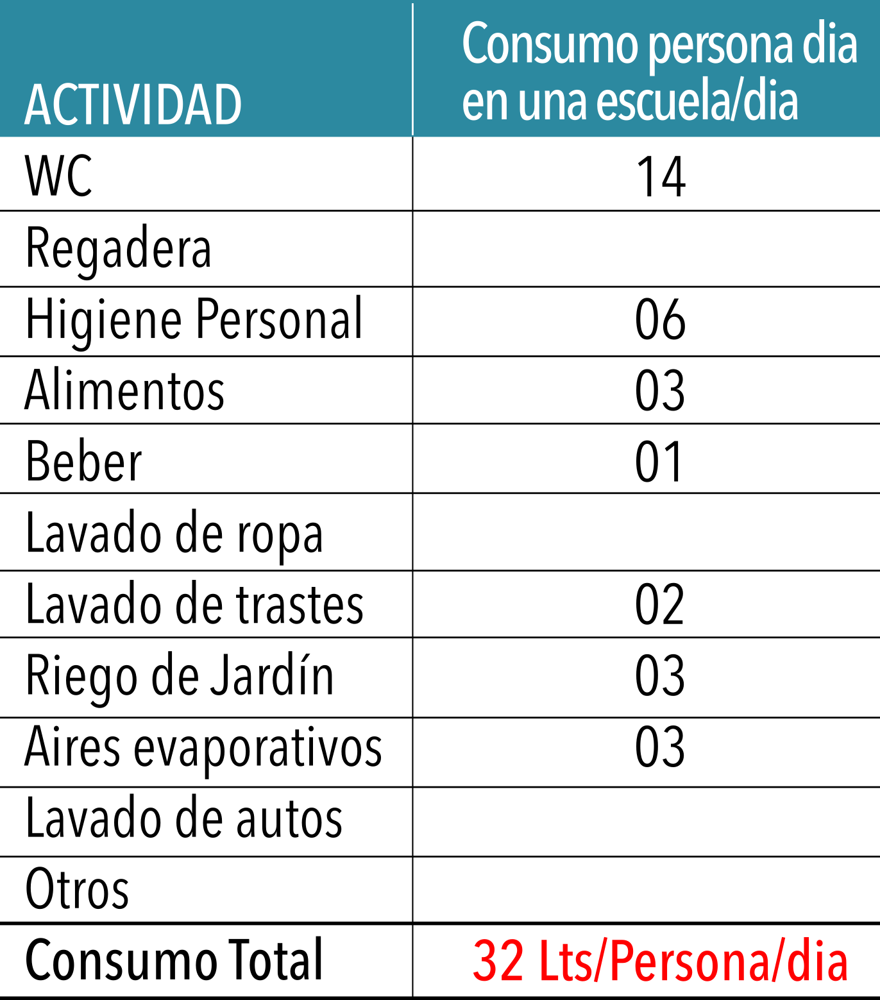 ACTIVIDAD
Consumo persona dia
en una escuela/dia
WC 14
Regadera
Higiene Personal 06
Alimentos 03
Beber 01
Lavado de ropa
Lavado de trastes 02
Riego de Jardín 03
Aires evaporativos 03
Lavado de autos
Otros
Consumo Total 32 Lts/Persona/dia